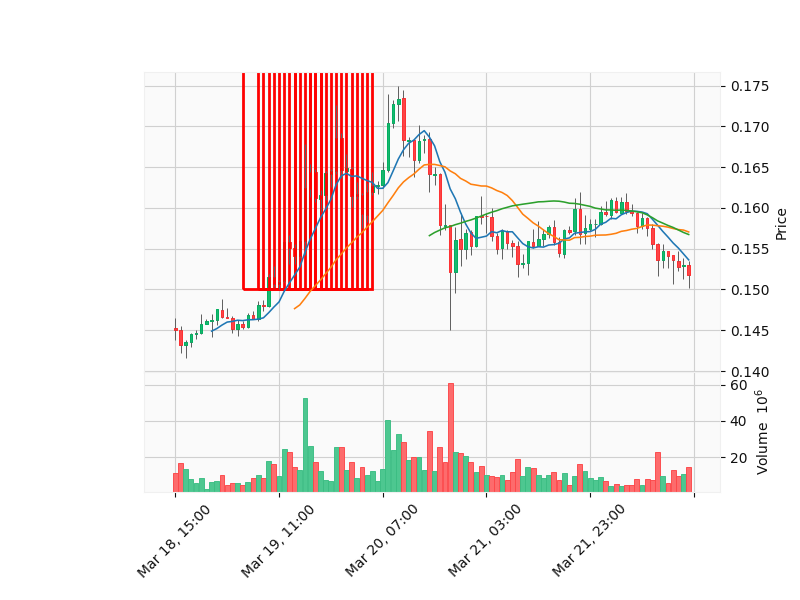 0.175
0.170
0.165
0.160
0.155
0.150
0.145
0.140
Price
60
40
20
Volume 10^6
Mar 18, 15:00
Mar 19, 11:00
Mar 20, 07:00
Mar 21, 03:00
Mar 21, 23:00